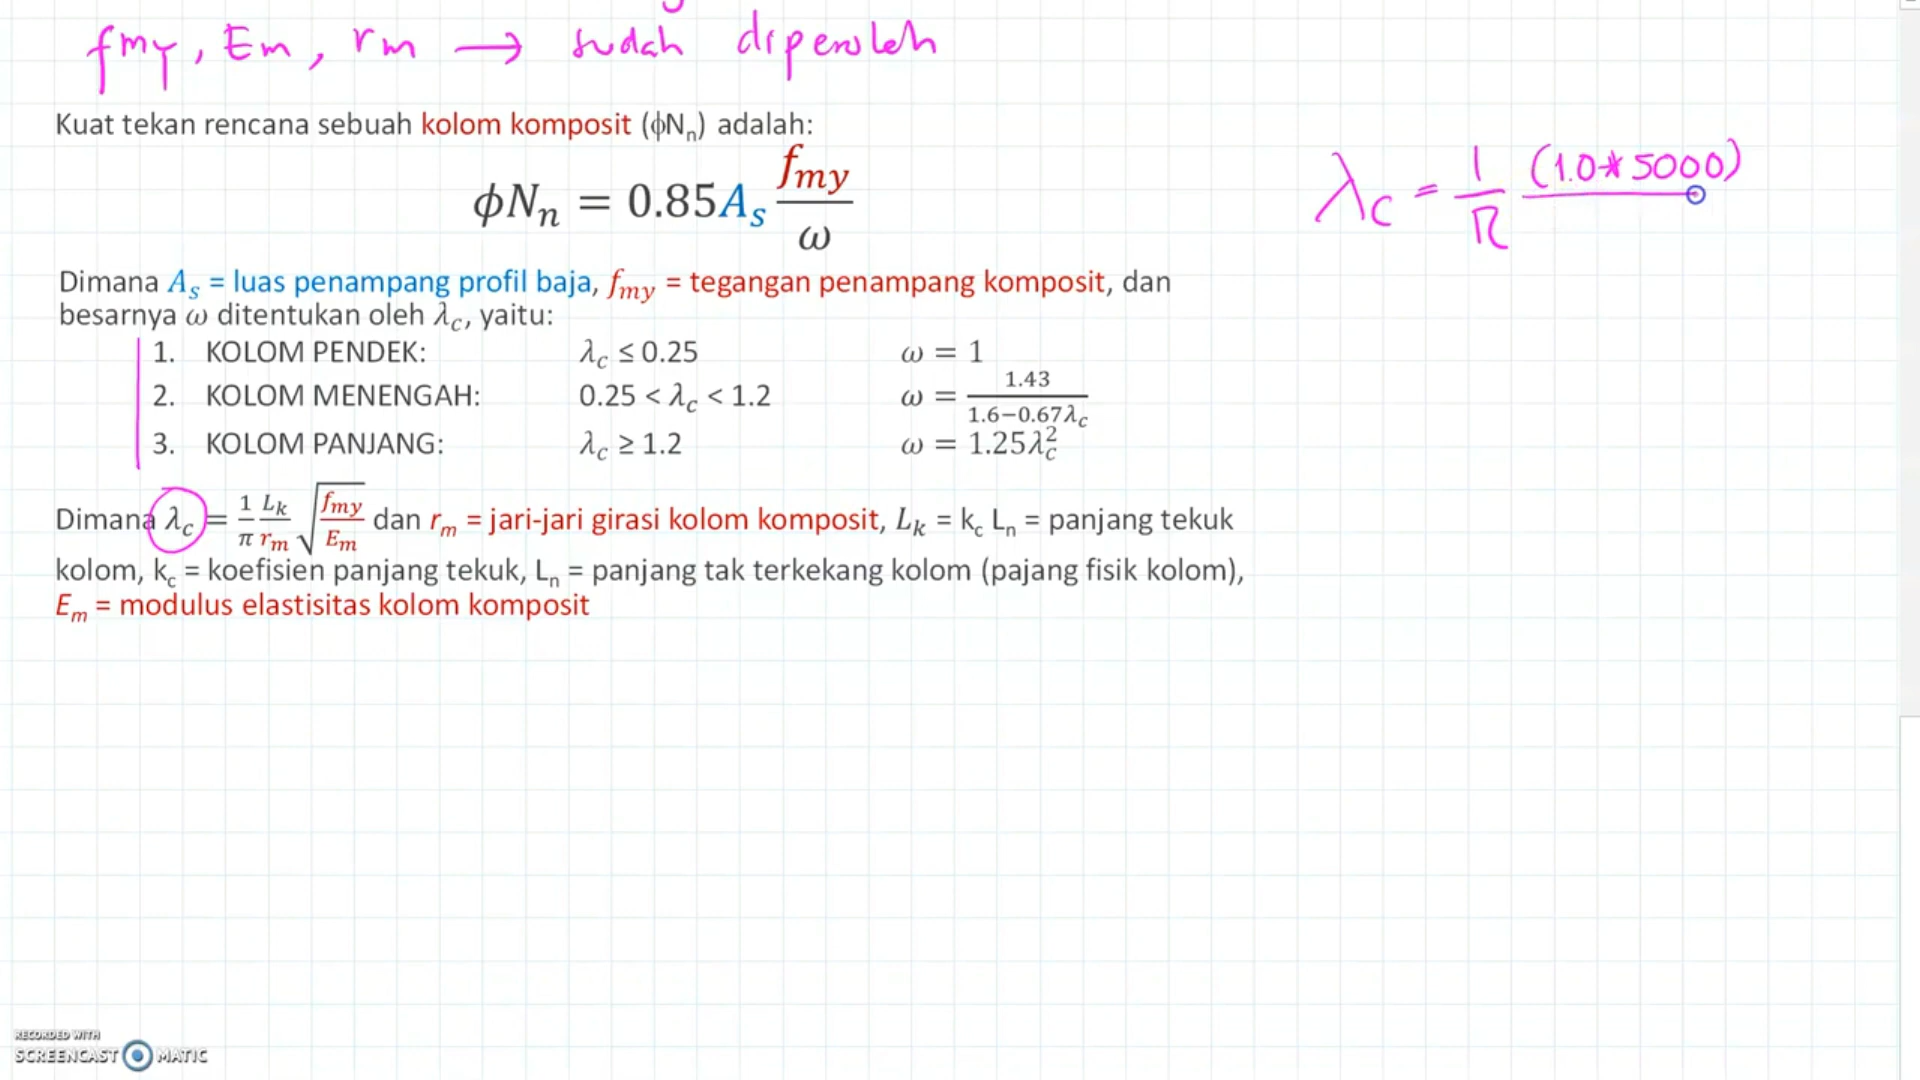 fmy, Em, rm → sudah diperoleh
Kuat tekan rencana sebuah kolom komposit (ϕNₙ) adalah:
ϕNₙ = 0.85Aₛ fmy/ω
λc = 1/π (1.0*5000)
Dimana Aₛ = luas penampang profil baja, fmy = tegangan penampang komposit, dan
besarnya ω ditentukan oleh λc, yaitu:
1. KOLOM PENDEK: λc ≤ 0.25 ω = 1
2. KOLOM MENENGAH: 0.25 < λc < 1.2 ω = 1.43/(1.6−0.67λc)
3. KOLOM PANJANG: λc ≥ 1.2 ω = 1.25λc²
Dimana λc = 1/π Lk/rm √(fmy/Em) dan rm = jari-jari girasi kolom komposit, Lk = kc Ln = panjang tekuk
kolom, kc = koefisien panjang tekuk, Ln = panjang tak terkekang kolom (pajang fisik kolom),
Em = modulus elastisitas kolom komposit
RECORDED WITH
SCREENCAST MATIC